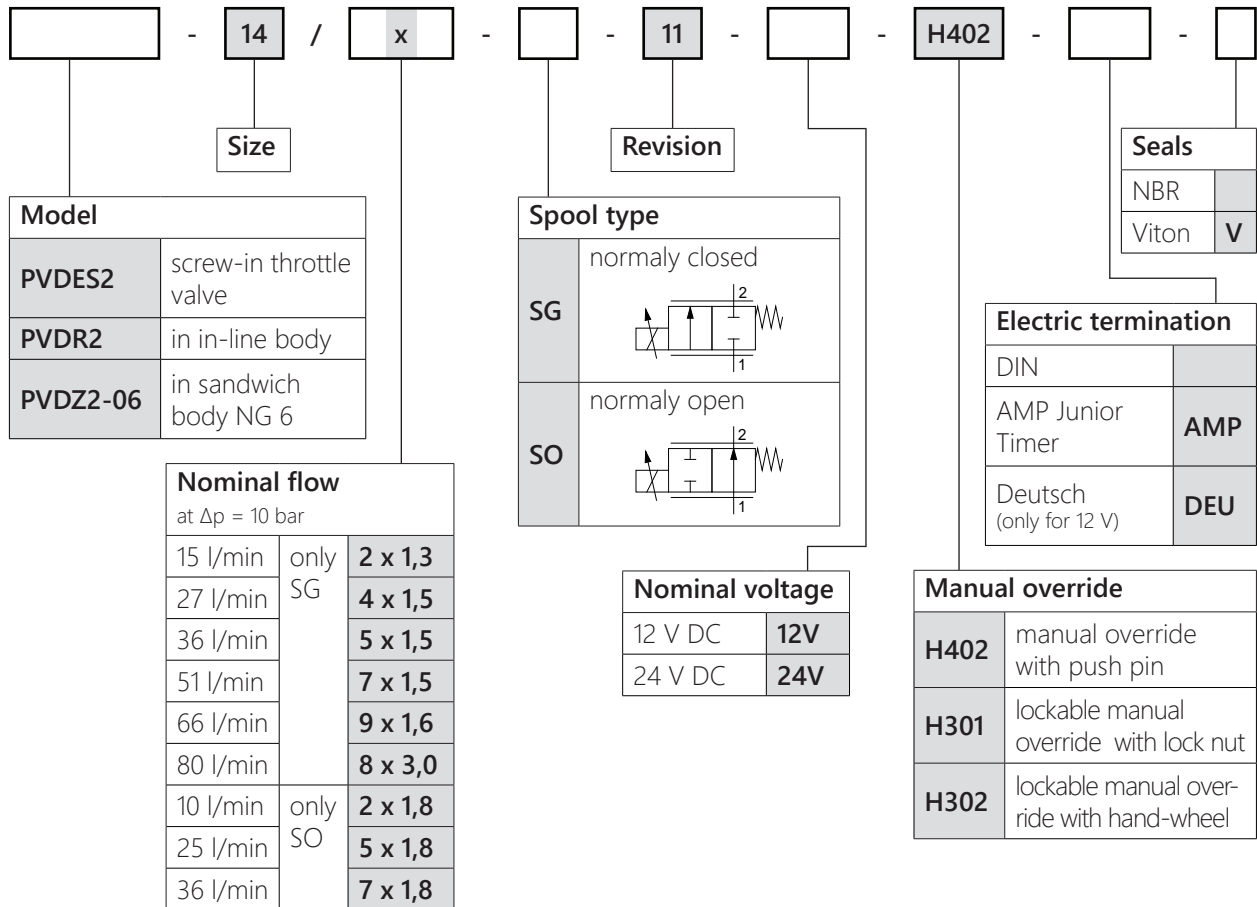 - 14 / x - - 11 - - H402 - -
Size
Revision
Model
PVDES2 screw-in throttle
valve
PVDR2 in in-line body
PVDZ2-06 in sandwich
body NG 6
Nominal flow
at Δp = 10 bar
15 l/min only SG 2 x 1,3
27 l/min 4 x 1,5
36 l/min 5 x 1,5
51 l/min 7 x 1,5
66 l/min 9 x 1,6
80 l/min 8 x 3,0
10 l/min only SO 2 x 1,8
25 l/min 5 x 1,8
36 l/min 7 x 1,8
Spool type
SG normaly closed
2
1
SO normaly open
2
1
Nominal voltage
12 V DC 12V
24 V DC 24V
Seals
NBR
Viton V
Electric termination
DIN
AMP Junior
Timer AMP
Deutsch
(only for 12 V) DEU
Manual override
H402 manual override
with push pin
H301 lockable manual
override with lock nut
H302 lockable manual over-
ride with hand-wheel